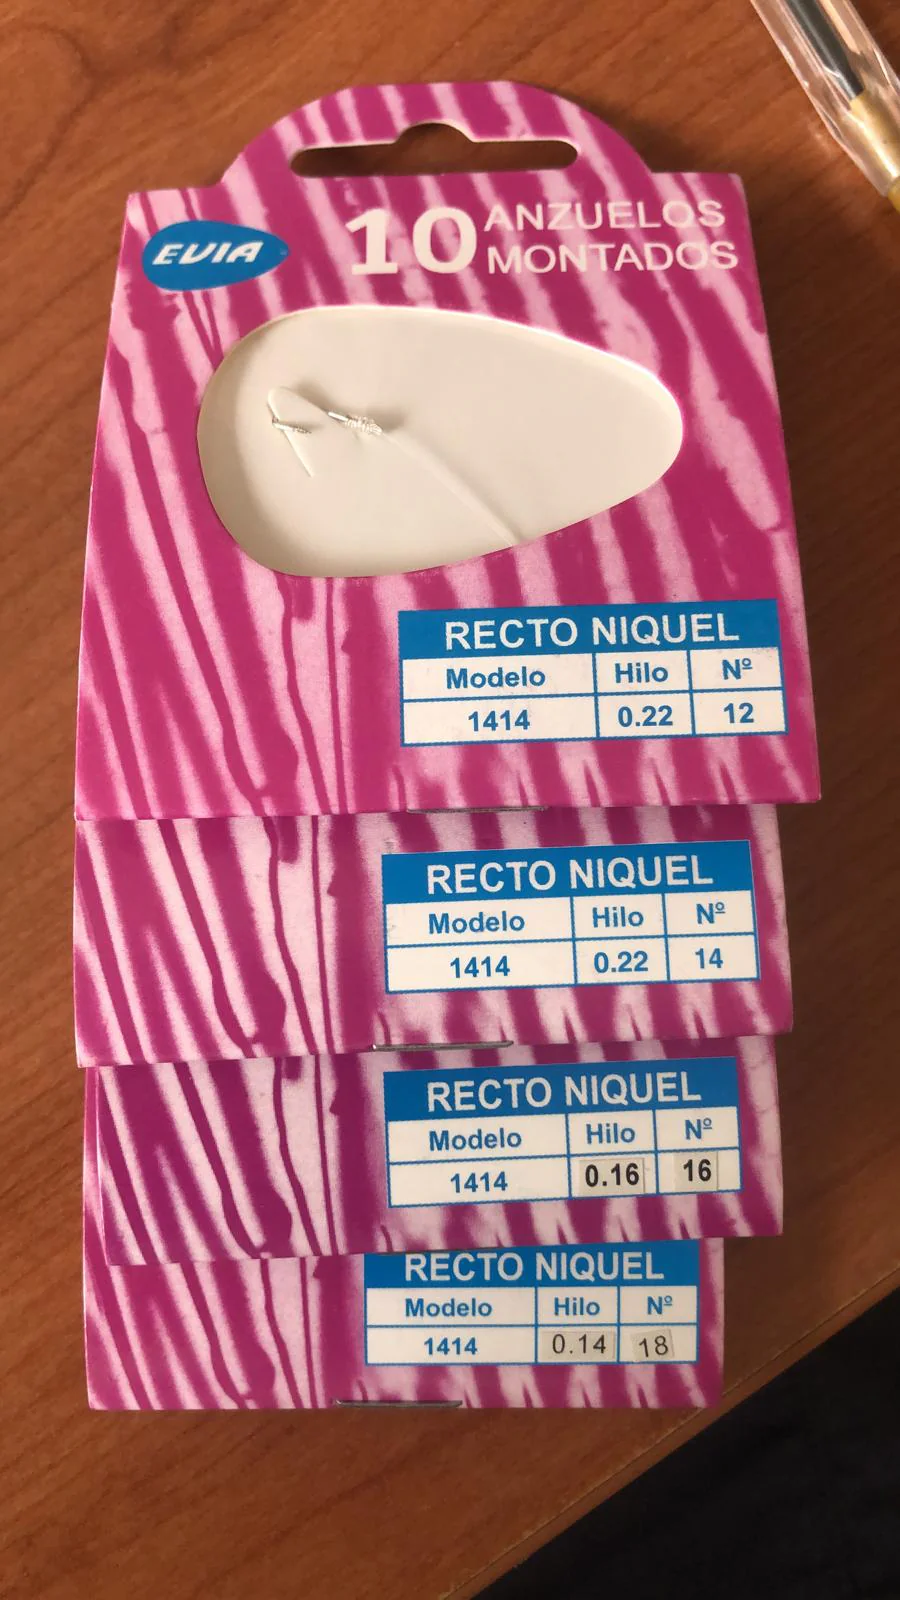 EVIA
10 ANZUELOS
MONTADOS
RECTO NIQUEL
Modelo Hilo Nº
1414 0.22 12
RECTO NIQUEL
Modelo Hilo Nº
1414 0.22 14
RECTO NIQUEL
Modelo Hilo Nº
1414 0.16 16
RECTO NIQUEL
Modelo Hilo Nº
1414 0.14 18